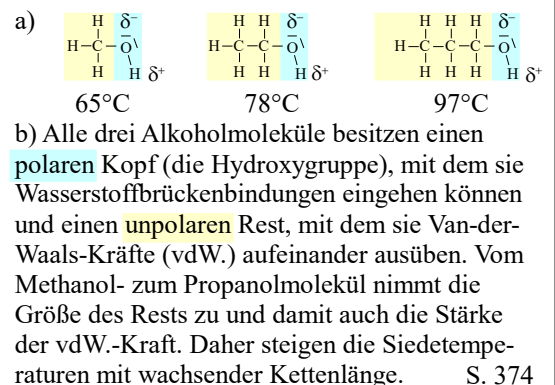 a)
H H H H H H
δ⁻ δ⁻ δ⁻
H–C–O H–C–C–O H–C–C–C–O
H H δ⁺ H H H δ⁺ H H H H δ⁺
65°C 78°C 97°C
b) Alle drei Alkoholmoleküle besitzen einen
polaren Kopf (die Hydroxygruppe), mit dem sie
Wasserstoffbrückenbindungen eingehen können
und einen unpolaren Rest, mit dem sie Van-der-
Waals-Kräfte (vdW.) aufeinander ausüben. Vom
Methanol- zum Propanolmolekül nimmt die
Größe des Rests zu und damit auch die Stärke
der vdW.-Kraft. Daher steigen die Siedetempe-
raturen mit wachsender Kettenlänge. S. 374